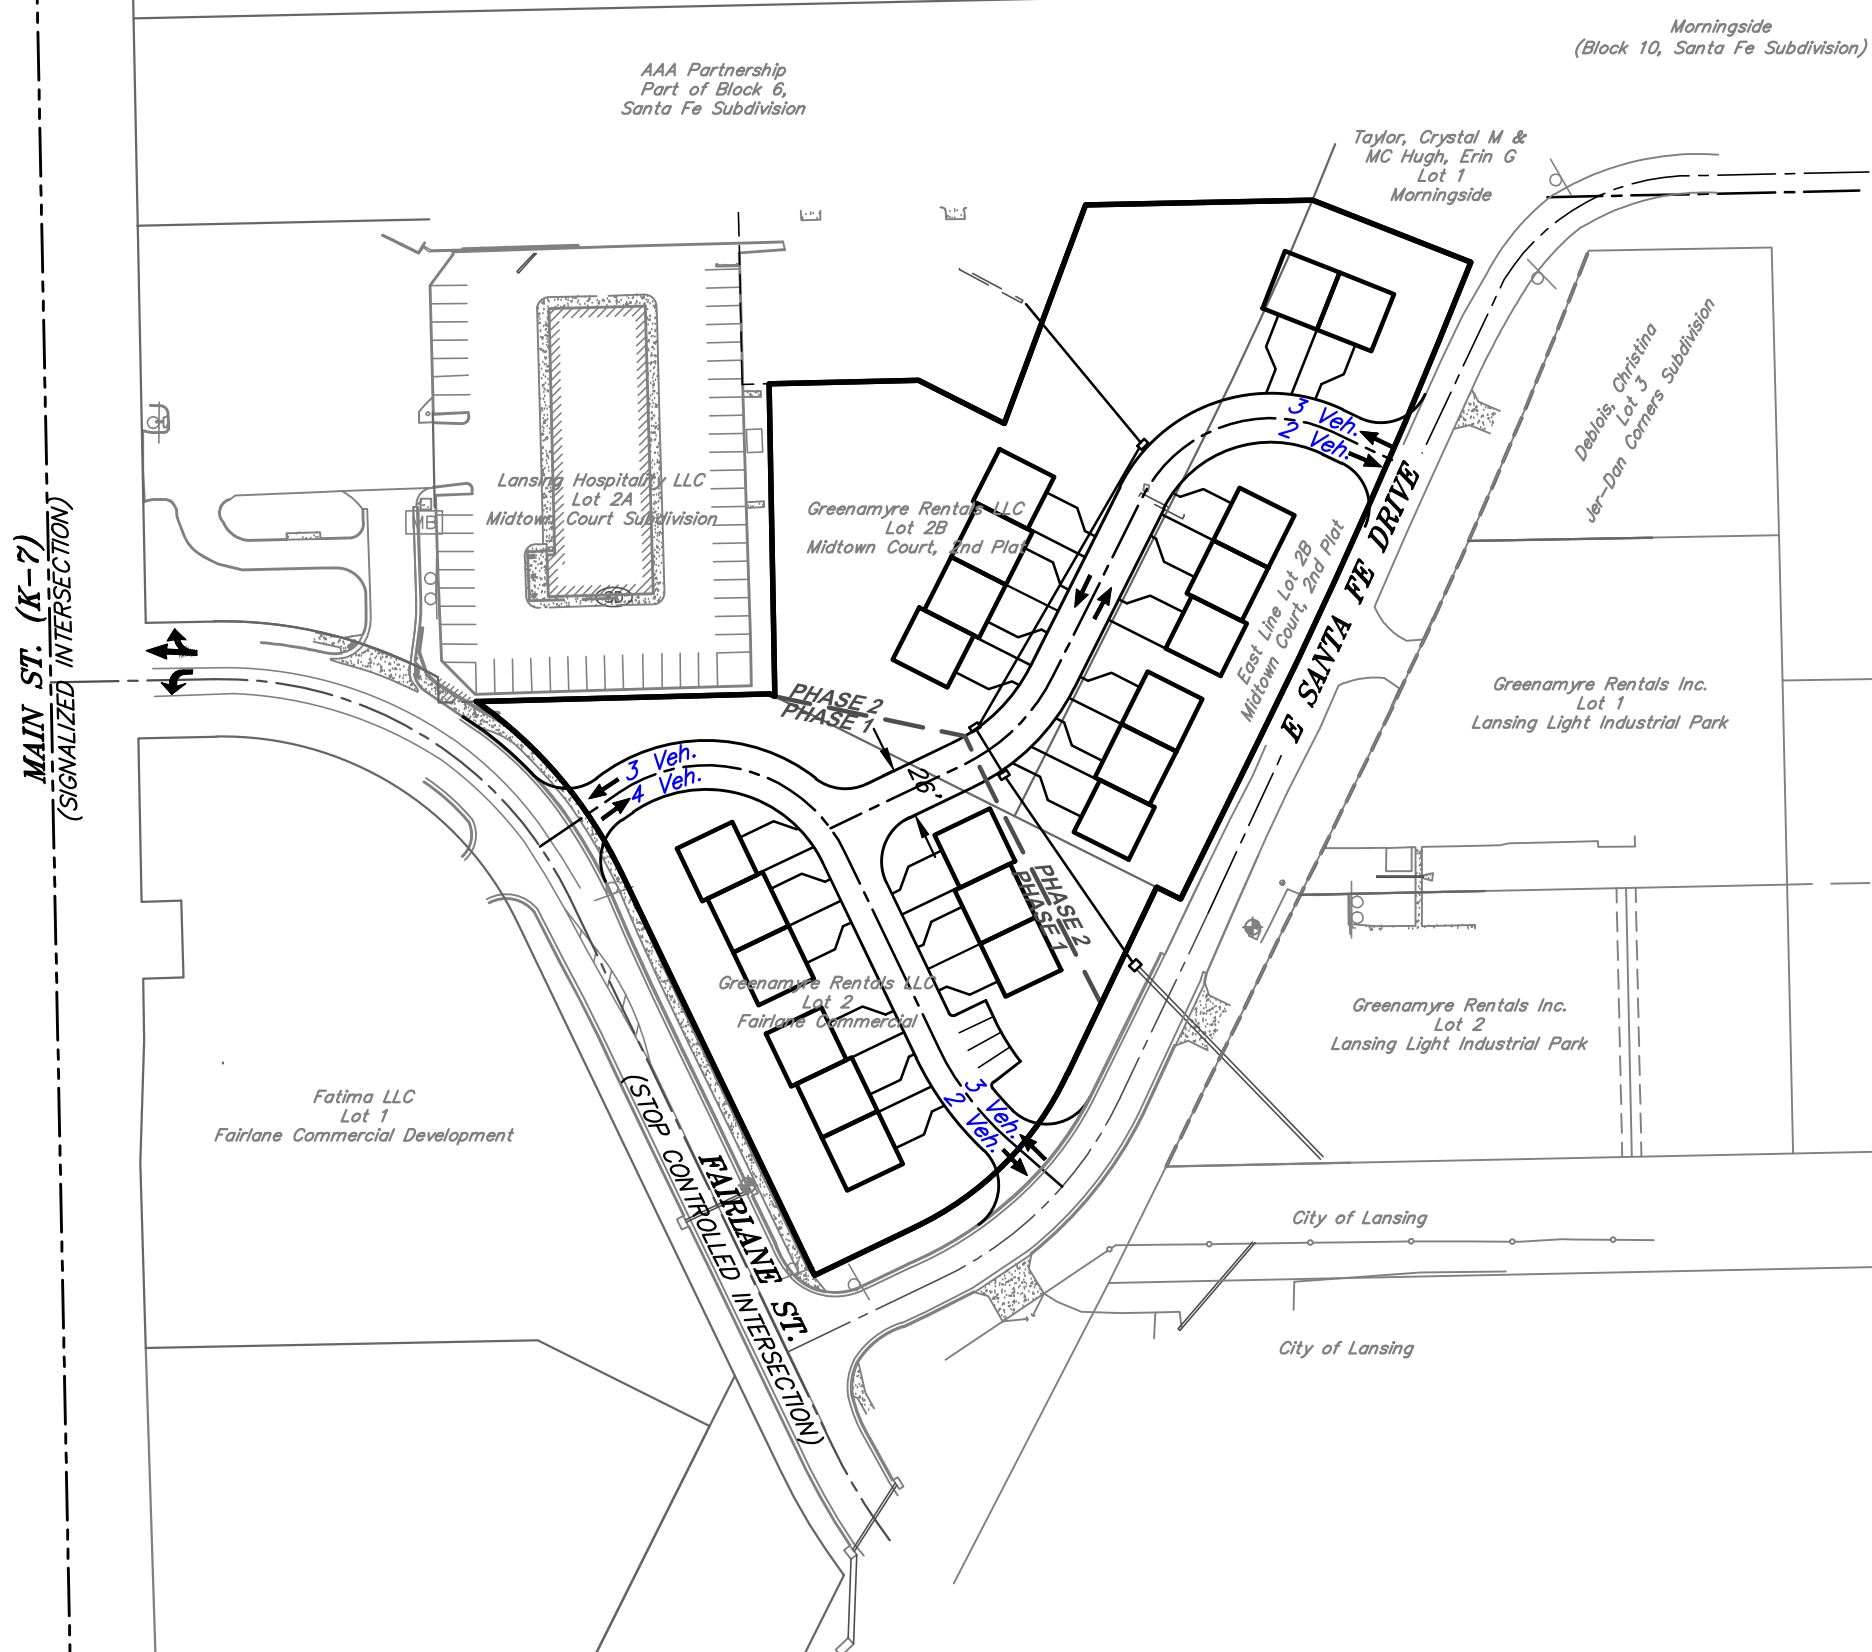 Morningside
(Block 10, Santa Fe Subdivision)
AAA Partnership
Part of Block 6,
Santa Fe Subdivision
Taylor, Crystal M &
MC Hugh, Erin G
Lot 1
Morningside
Deblois, Christina
Lot 3
Jer-Dan Corners Subdivision
3 Veh.
2 Veh.
Lansing Hospitality LLC
Lot 2A
Midtown Court Subdivision
MB
Greenamyre Rentals LLC
Lot 2B
Midtown Court, 2nd Plat
East Line Lot 2B
Midtown Court, 2nd Plat
E SANTA FE DRIVE
MAIN ST. (K-7)
(SIGNALIZED INTERSECTION)
Greenamyre Rentals Inc.
Lot 1
Lansing Light Industrial Park
PHASE 2
PHASE 1
3 Veh.
4 Veh.
26'
PHASE 2
PHASE 1
Greenamyre Rentals LLC
Lot 2
Fairlane Commercial
Greenamyre Rentals Inc.
Lot 2
Lansing Light Industrial Park
Fatima LLC
Lot 1
Fairlane Commercial Development
3 Veh.
2 Veh.
FAIRLANE ST.
(STOP CONTROLLED INTERSECTION)
City of Lansing
City of Lansing